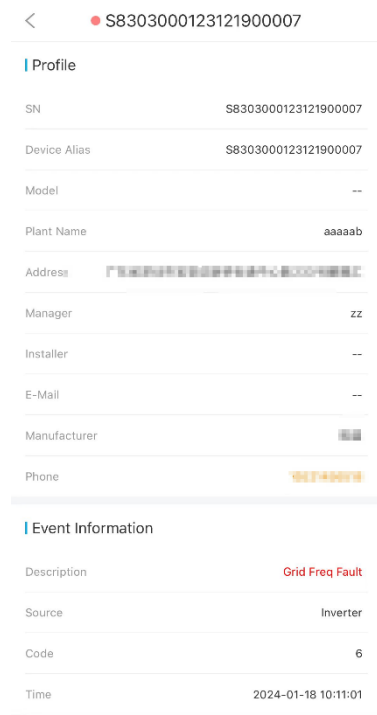 S8303000123121900007
Profile
SN S8303000123121900007
Device Alias S8303000123121900007
Model --
Plant Name aaaaab
Address
Manager zz
Installer --
E-Mail --
Manufacturer
Phone
Event Information
Description Grid Freq Fault
Source Inverter
Code 6
Time 2024-01-18 10:11:01